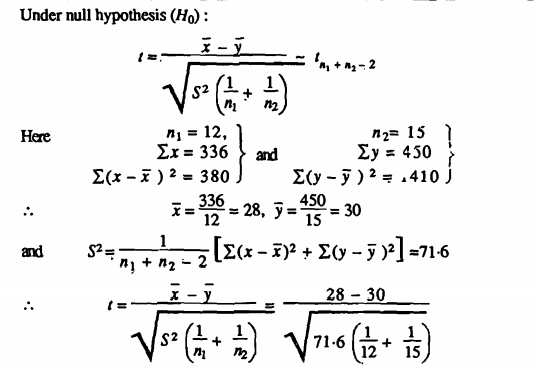 Under null hypothesis (H₀) :
t = x̄ − ȳ / √( S² ( 1/n₁ + 1/n₂ ) ) ~ t n₁ + n₂ − 2
Here n₁ = 12, n₂= 15
Σx = 336 and Σy = 450
Σ(x − x̄ ) ² = 380 Σ(y − ȳ ) ² = .410
∴ x̄ = 336/12 = 28, ȳ = 450/15 = 30
and S² = 1/(n₁ + n₂ − 2) [ Σ(x − x̄)² + Σ(y − ȳ )² ] =71·6
∴ t = x̄ − ȳ / √( S² ( 1/n₁ + 1/n₂ ) ) = 28 − 30 / √( 71·6 ( 1/12 + 1/15 ) )